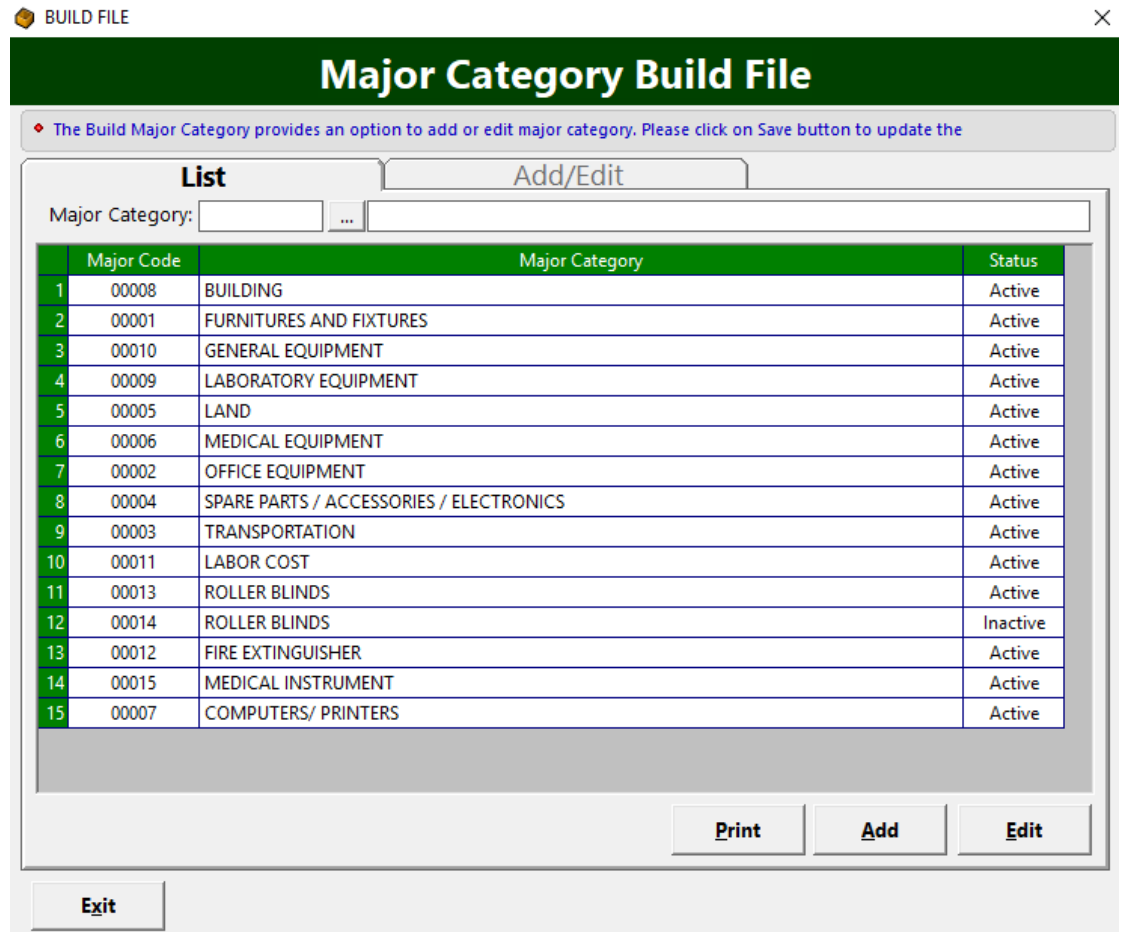 BUILD FILE
Major Category Build File
The Build Major Category provides an option to add or edit major category. Please click on Save button to update the
List Add/Edit
Major Category: ...
Major Code Major Category Status
1 00008 BUILDING Active
2 00001 FURNITURES AND FIXTURES Active
3 00010 GENERAL EQUIPMENT Active
4 00009 LABORATORY EQUIPMENT Active
5 00005 LAND Active
6 00006 MEDICAL EQUIPMENT Active
7 00002 OFFICE EQUIPMENT Active
8 00004 SPARE PARTS / ACCESSORIES / ELECTRONICS Active
9 00003 TRANSPORTATION Active
10 00011 LABOR COST Active
11 00013 ROLLER BLINDS Active
12 00014 ROLLER BLINDS Inactive
13 00012 FIRE EXTINGUISHER Active
14 00015 MEDICAL INSTRUMENT Active
15 00007 COMPUTERS/ PRINTERS Active
Print Add Edit
Exit